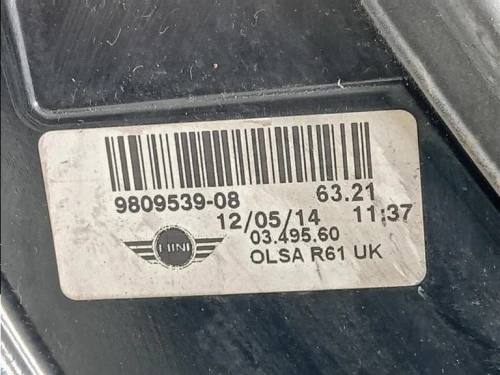 9809539-08 63.21
12/05/14 11:37
03.495.60
MINI
OLSA R61 UK